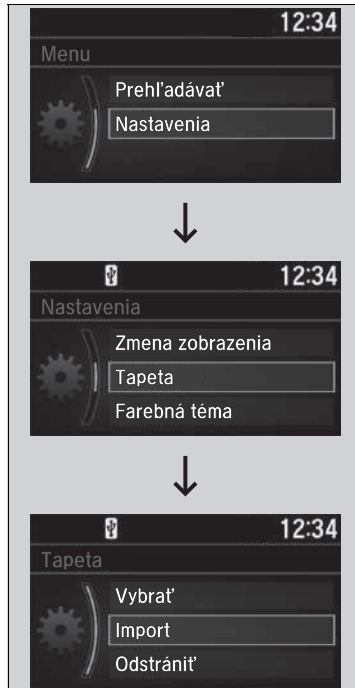 12:34
Menu
Prehľadávať
Nastavenia
12:34
Nastavenia
Zmena zobrazenia
Tapeta
Farebná téma
12:34
Tapeta
Vybrať
Import
Odstrániť